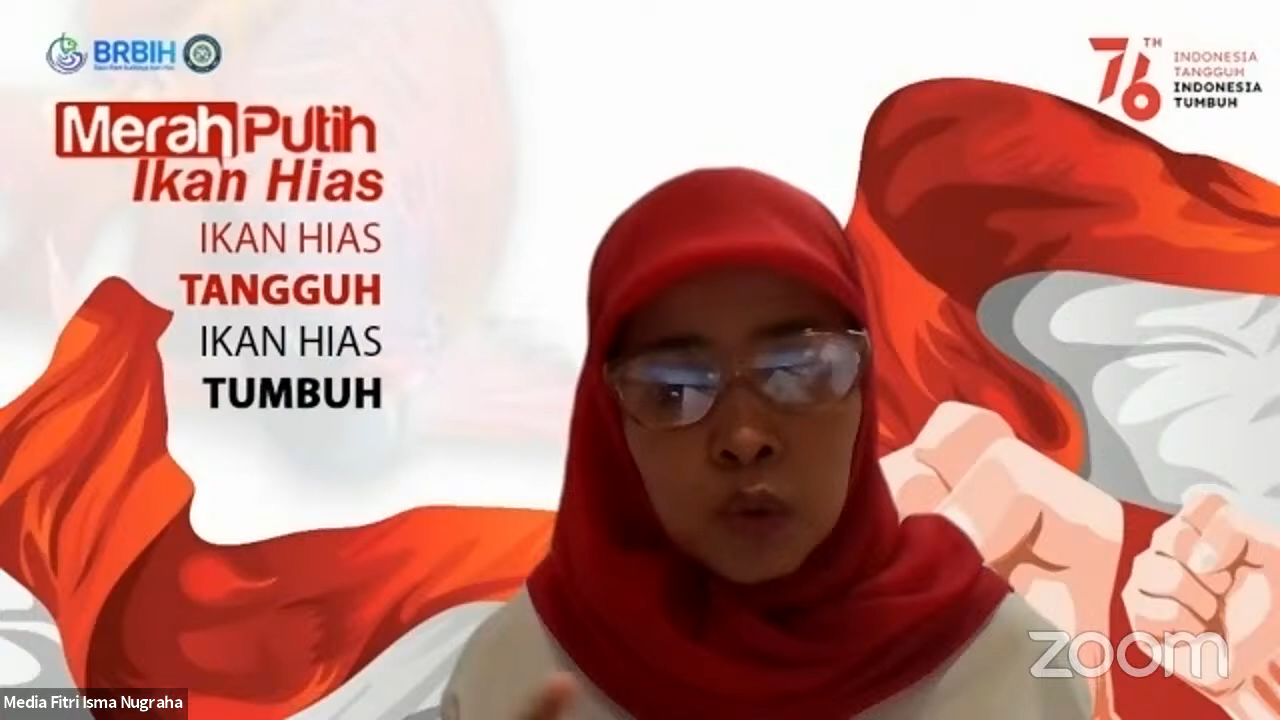 BRBIH
Merah Putih
Ikan Hias
IKAN HIAS
TANGGUH
IKAN HIAS
TUMBUH
76
TH
INDONESIA
TANGGUH
INDONESIA
TUMBUH
zoom
Media Fitri Isma Nugraha